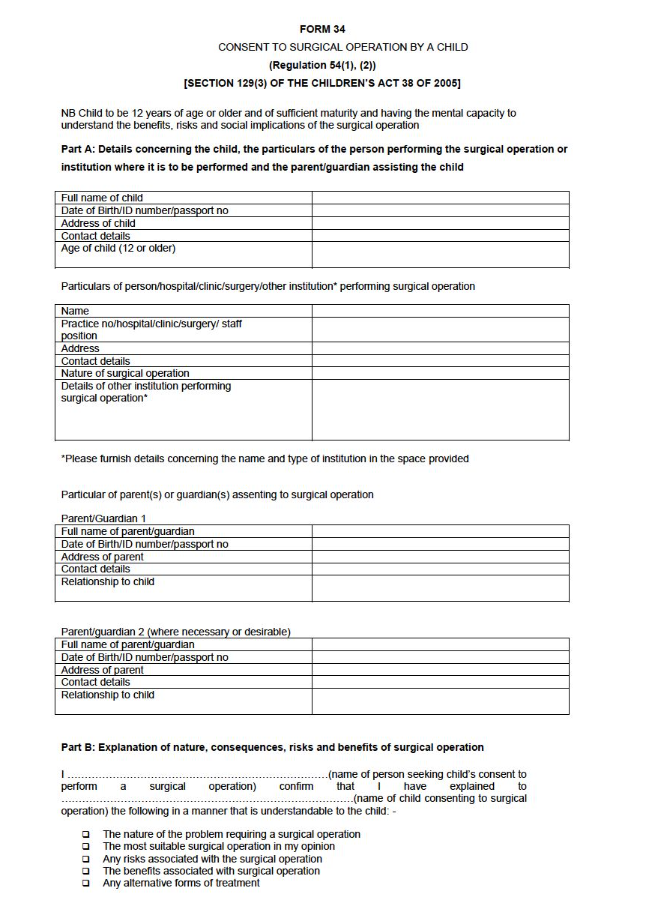 FORM 34
CONSENT TO SURGICAL OPERATION BY A CHILD
(Regulation 54(1), (2))
[SECTION 129(3) OF THE CHILDREN'S ACT 38 OF 2005]
NB Child to be 12 years of age or older and of sufficient maturity and having the mental capacity to
understand the benefits, risks and social implications of the surgical operation
Part A: Details concerning the child, the particulars of the person performing the surgical operation or
institution where it is to be performed and the parent/guardian assisting the child
Full name of child
Date of Birth/ID number/passport no
Address of child
Contact details
Age of child (12 or older)
Particulars of person/hospital/clinic/surgery/other institution* performing surgical operation
Name
Practice no/hospital/clinic/surgery/ staff
position
Address
Contact details
Nature of surgical operation
Details of other institution performing
surgical operation*
*Please furnish details concerning the name and type of institution in the space provided
Particular of parent(s) or guardian(s) assenting to surgical operation
Parent/Guardian 1
Full name of parent/guardian
Date of Birth/ID number/passport no
Address of parent
Contact details
Relationship to child
Parent/guardian 2 (where necessary or desirable)
Full name of parent/guardian
Date of Birth/ID number/passport no
Address of parent
Contact details
Relationship to child
Part B: Explanation of nature, consequences, risks and benefits of surgical operation
I ..............................................................................(name of person seeking child's consent to
perform a surgical operation) confirm that I have explained to
.......................................................................................(name of child consenting to surgical
operation) the following in a manner that is understandable to the child: -
❑ The nature of the problem requiring a surgical operation
❑ The most suitable surgical operation in my opinion
❑ Any risks associated with the surgical operation
❑ The benefits associated with surgical operation
❑ Any alternative forms of treatment